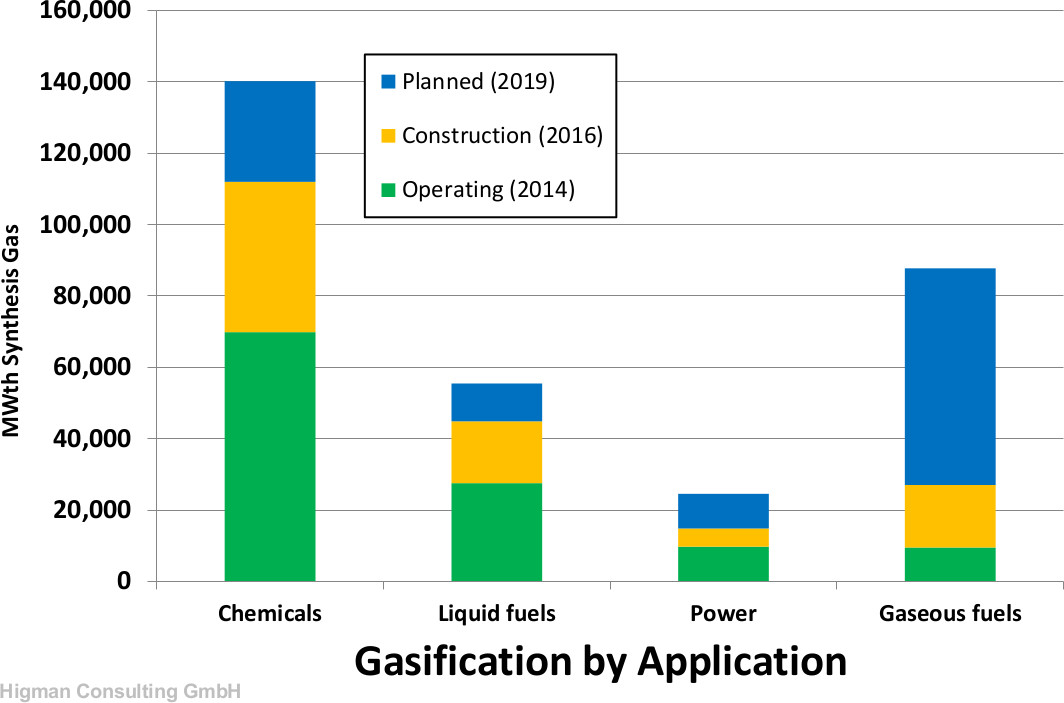 160,000
140,000
120,000
100,000
80,000
60,000
40,000
20,000
0
MWth Synthesis Gas
Planned (2019)
Construction (2016)
Operating (2014)
Chemicals
Liquid fuels
Power
Gaseous fuels
Gasification by Application
Higman Consulting GmbH